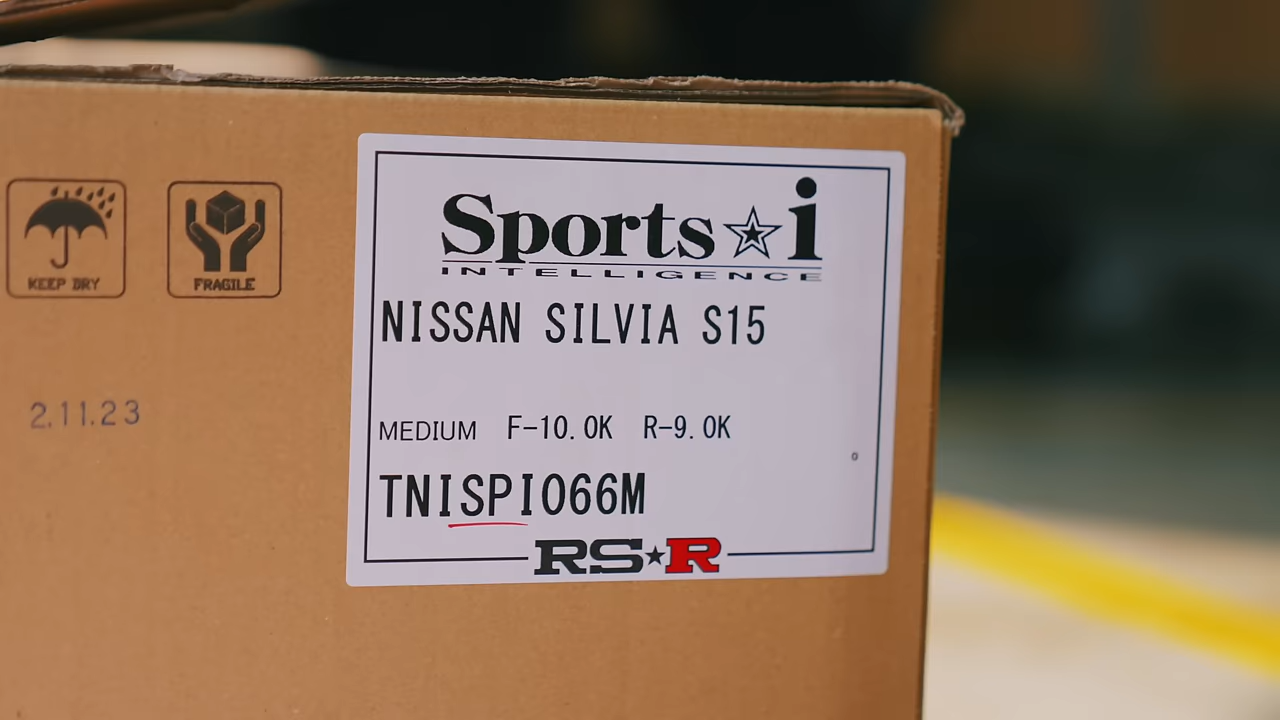 KEEP DRY
FRAGILE
2.11.23
Sports☆i
INTELLIGENCE
NISSAN SILVIA S15
MEDIUM F-10.0K R-9.0K
TNISPI066M
RS★R